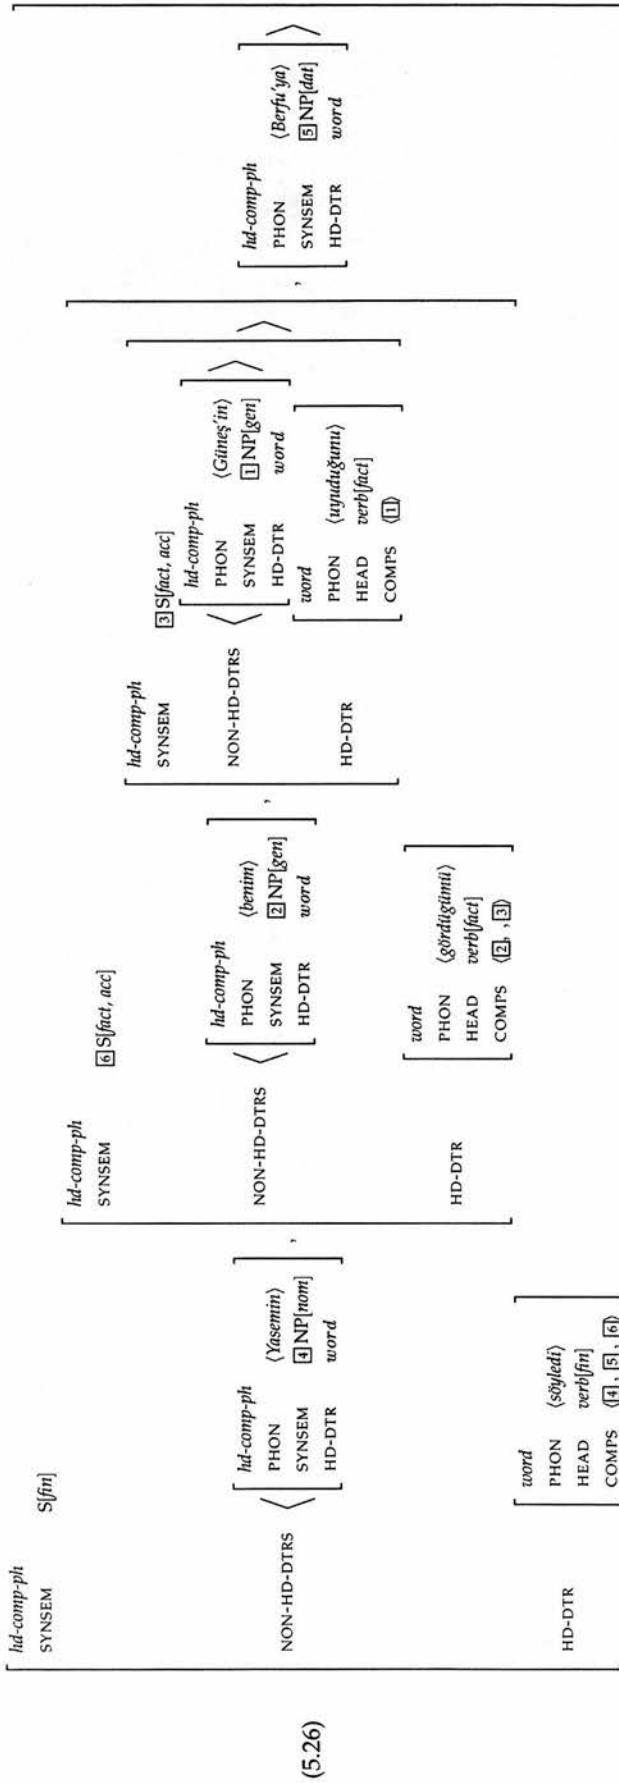 (5.26)
hd-comp-ph
SYNSEM S[fin]
NON-HD-DTRS
hd-comp-ph
PHON ⟨Yasemin⟩
SYNSEM 4 NP[nom]
HD-DTR word
,
hd-comp-ph
SYNSEM 6 S[fact, acc]
NON-HD-DTRS
hd-comp-ph
PHON ⟨benim⟩
SYNSEM 2 NP[gen]
HD-DTR word
,
hd-comp-ph
SYNSEM 3 S[fact, acc]
NON-HD-DTRS
hd-comp-ph
PHON ⟨Güneş'in⟩
SYNSEM 1 NP[gen]
HD-DTR word
HD-DTR
word
PHON ⟨uyuduğunu⟩
HEAD verb[fact]
COMPS ⟨1⟩
HD-DTR
word
PHON ⟨gördügümü⟩
HEAD verb[fact]
COMPS ⟨2, , 3⟩
,
hd-comp-ph
PHON ⟨Berfu'ya⟩
SYNSEM 5 NP[dat]
HD-DTR word
HD-DTR
word
PHON ⟨söyledi⟩
HEAD verb[fin]
COMPS ⟨4, 5, 6⟩